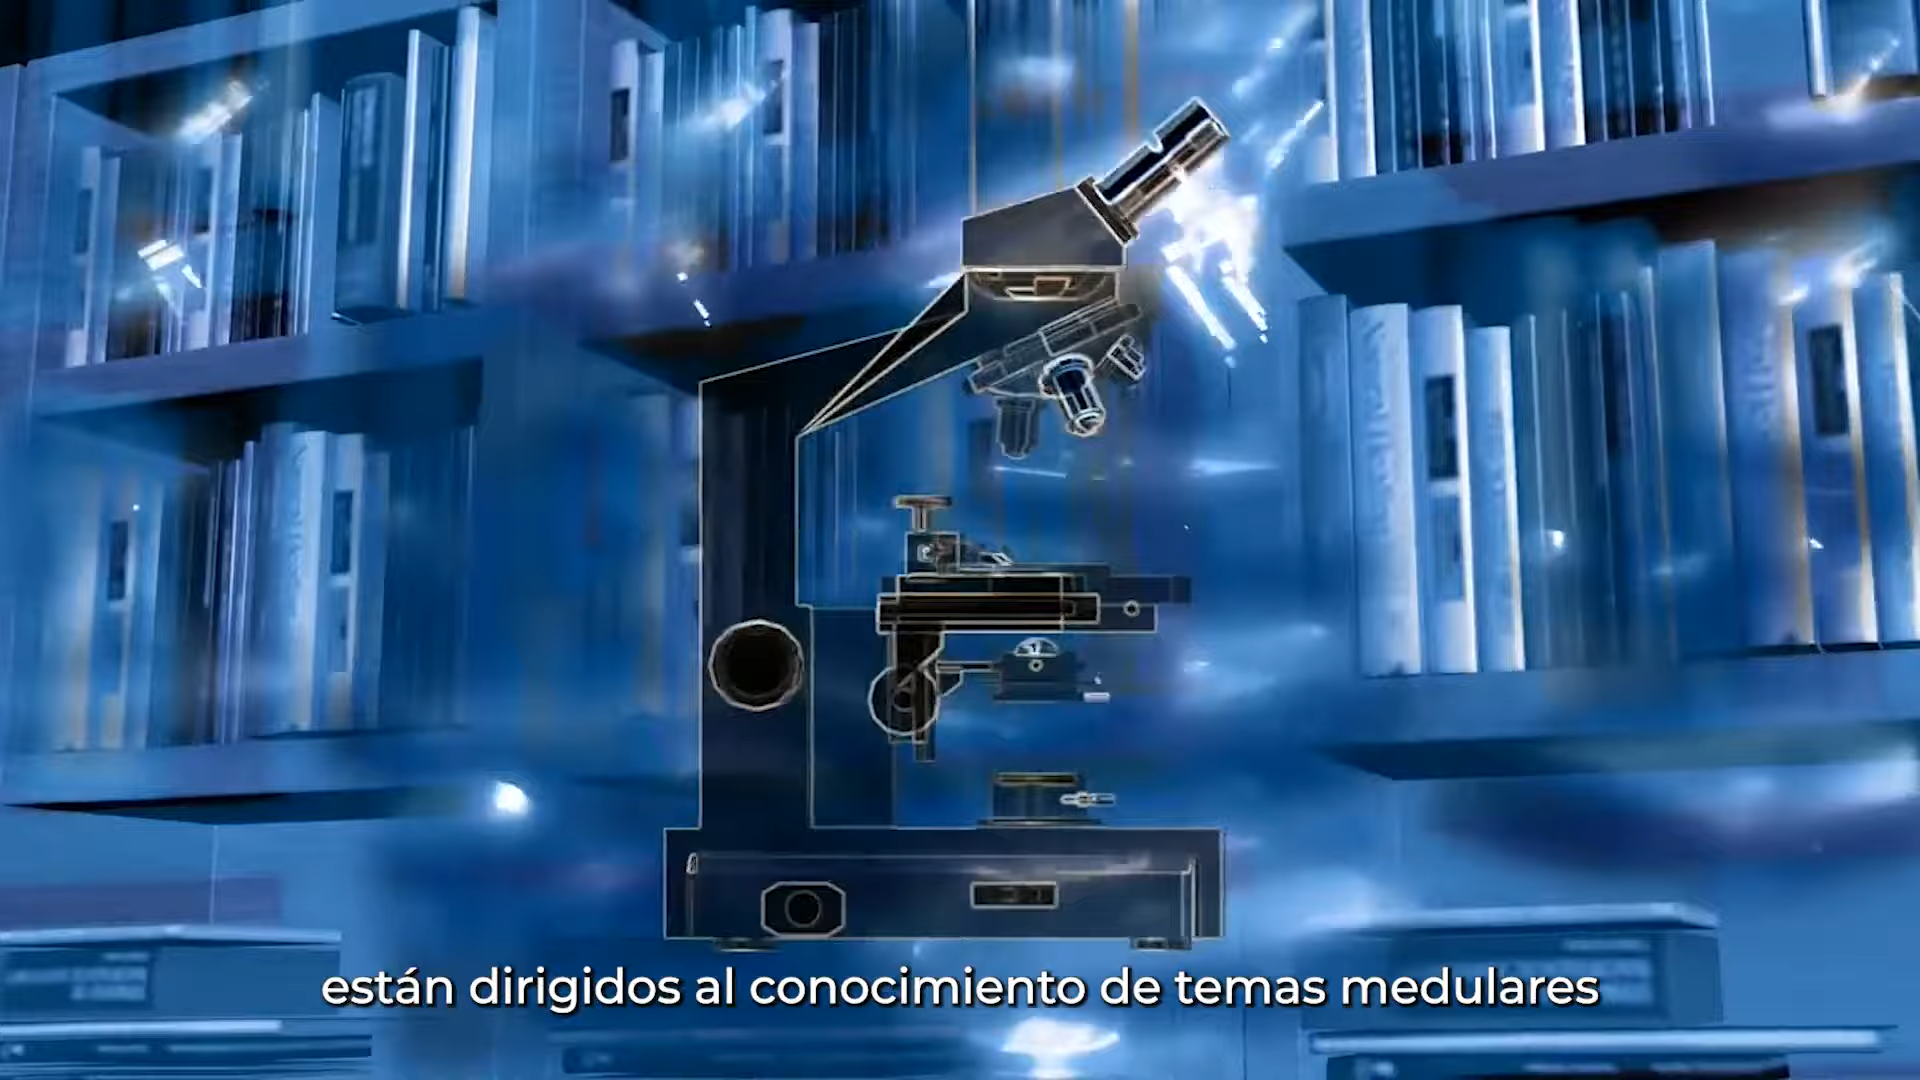 están dirigidos al conocimiento de temas medulares